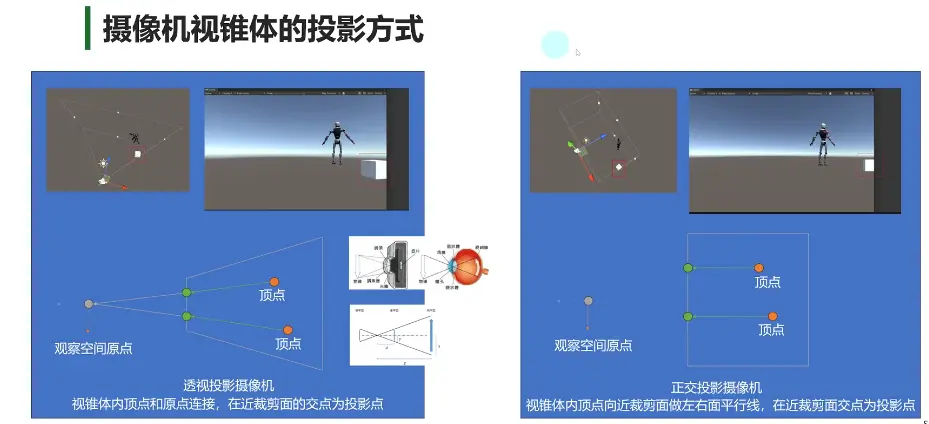 摄像机视锥体的投影方式
顶点
顶点
观察空间原点
透视投影摄像机
视锥体内顶点和原点连接，在近裁剪面的交点为投影点
顶点
顶点
观察空间原点
正交投影摄像机
视锥体内顶点向近裁剪面做左右面平行线，在近裁剪面交点为投影点